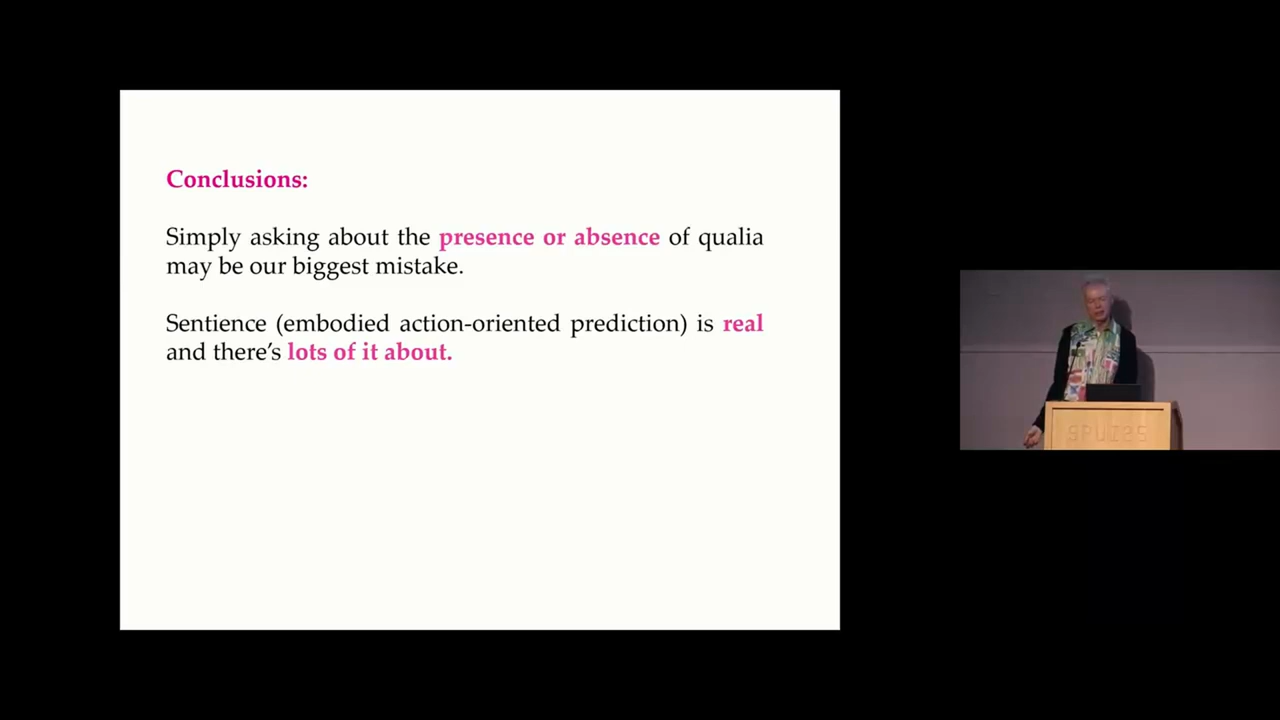 Conclusions:
Simply asking about the presence or absence of qualia
may be our biggest mistake.
Sentience (embodied action-oriented prediction) is real
and there's lots of it about.
SPUI25